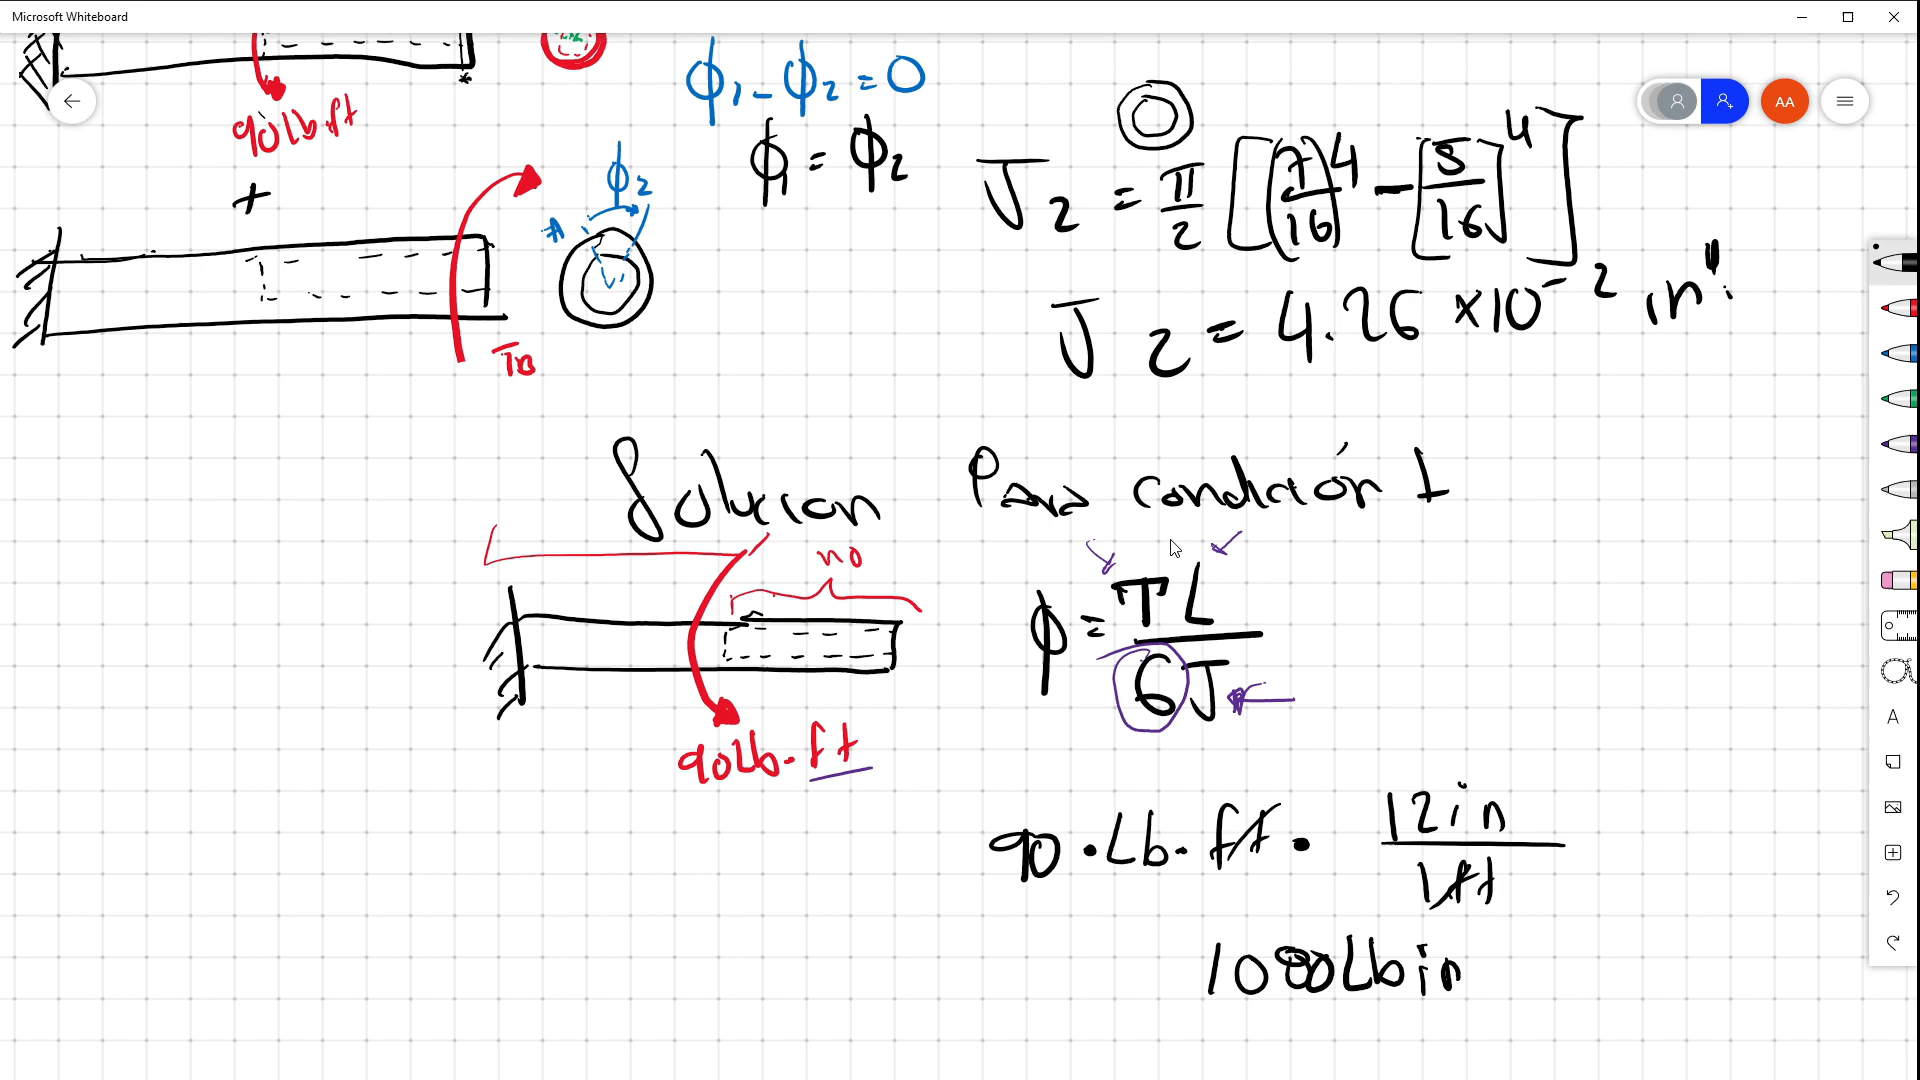 Microsoft Whiteboard
90 Lb.ft
+
TB
A
ϕ2
ϕ1 - ϕ2 = 0
ϕ1 = ϕ2
J2 = π/2 [(7/16)^4 - [5/16]^4]
J2 = 4.26 x10^-2 in^4
AA
Solucion
Para condición 1
no
90Lb.ft
ϕ = TL/GJ
90 · Lb · ft · 12in/1ft
1080Lbin
A